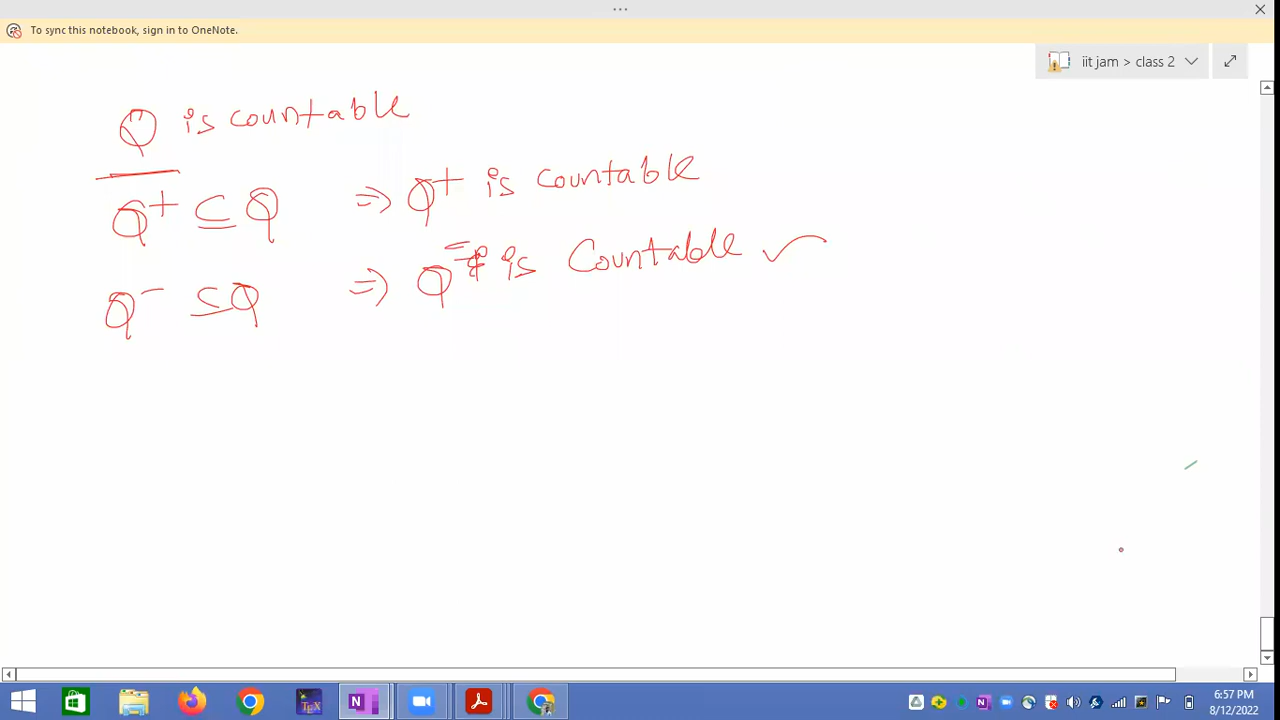 To sync this notebook, sign in to OneNote.
iit jam > class 2
Q is countable
Q⁺ ⊆ Q ⇒ Q⁺ is countable
Q⁻ ⊆ Q ⇒ Q⁻ is Countable ✓
6:57 PM
8/12/2022